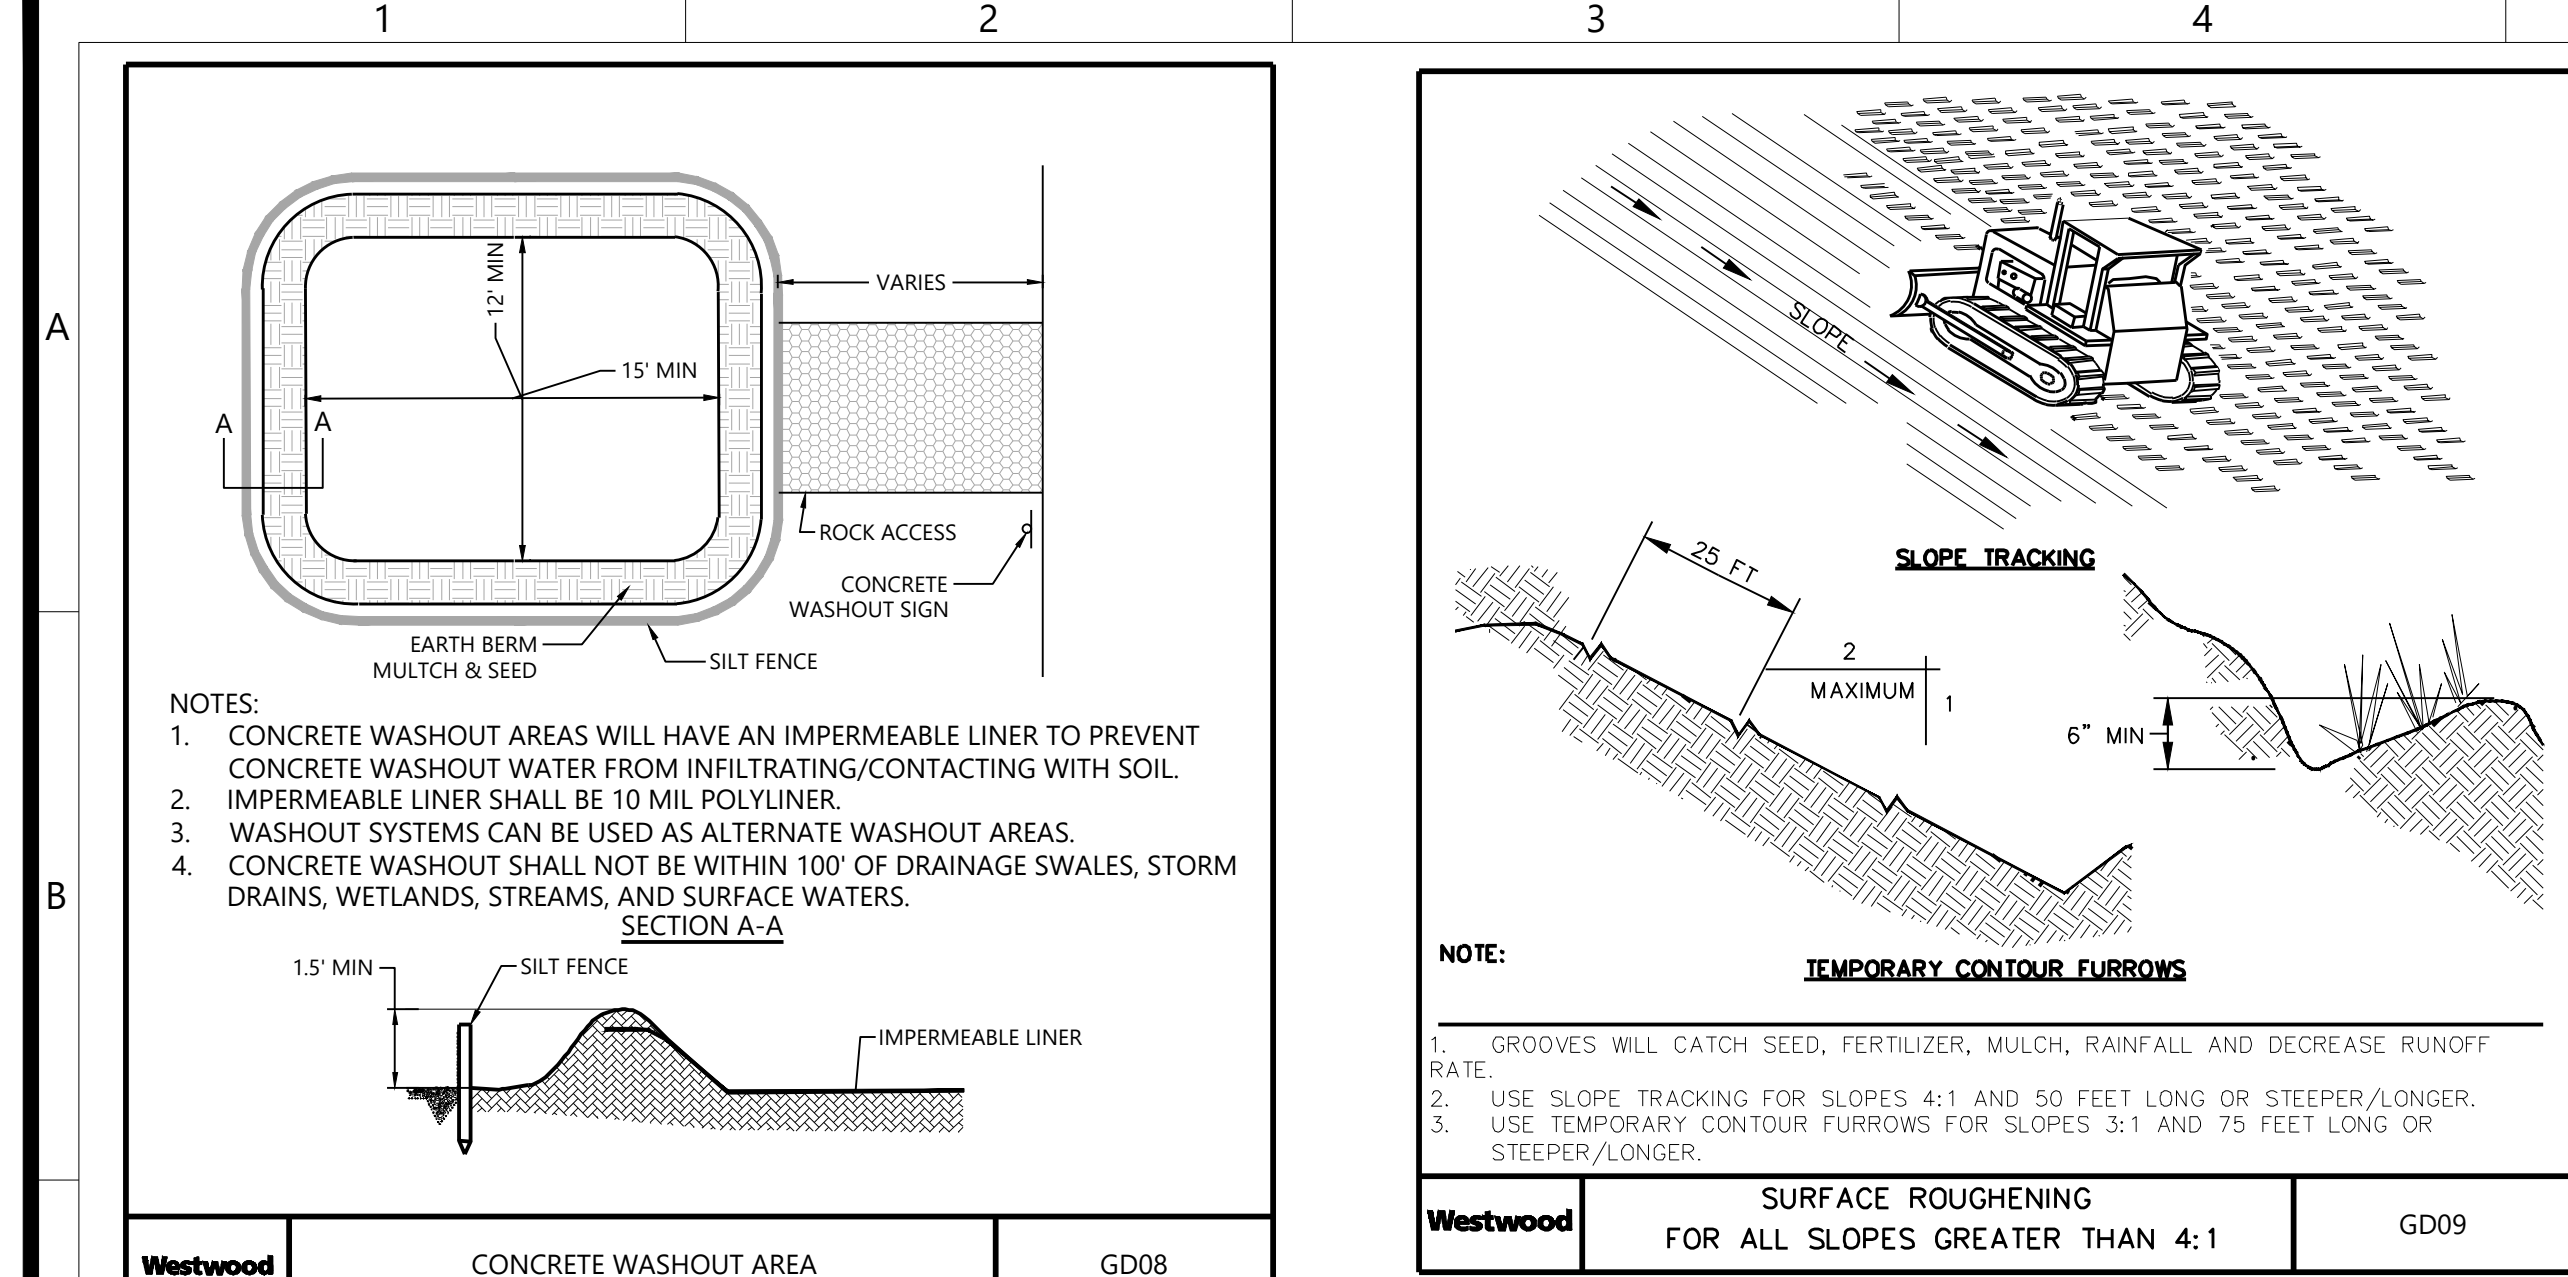 1
2
3
4
A
B
12' MIN
15' MIN
VARIES
A
A
ROCK ACCESS
CONCRETE
WASHOUT SIGN
EARTH BERM
MULTCH & SEED
SILT FENCE
NOTES:
1. CONCRETE WASHOUT AREAS WILL HAVE AN IMPERMEABLE LINER TO PREVENT
CONCRETE WASHOUT WATER FROM INFILTRATING/CONTACTING WITH SOIL.
2. IMPERMEABLE LINER SHALL BE 10 MIL POLYLINER.
3. WASHOUT SYSTEMS CAN BE USED AS ALTERNATE WASHOUT AREAS.
4. CONCRETE WASHOUT SHALL NOT BE WITHIN 100' OF DRAINAGE SWALES, STORM
DRAINS, WETLANDS, STREAMS, AND SURFACE WATERS.
SECTION A-A
1.5' MIN
SILT FENCE
IMPERMEABLE LINER
Westwood
CONCRETE WASHOUT AREA
GD08
SLOPE
SLOPE TRACKING
25 FT
2
MAXIMUM
1
6" MIN
NOTE:
TEMPORARY CONTOUR FURROWS
1. GROOVES WILL CATCH SEED, FERTILIZER, MULCH, RAINFALL AND DECREASE RUNOFF
RATE.
2. USE SLOPE TRACKING FOR SLOPES 4:1 AND 50 FEET LONG OR STEEPER/LONGER.
3. USE TEMPORARY CONTOUR FURROWS FOR SLOPES 3:1 AND 75 FEET LONG OR
STEEPER/LONGER.
Westwood
SURFACE ROUGHENING
FOR ALL SLOPES GREATER THAN 4:1
GD09